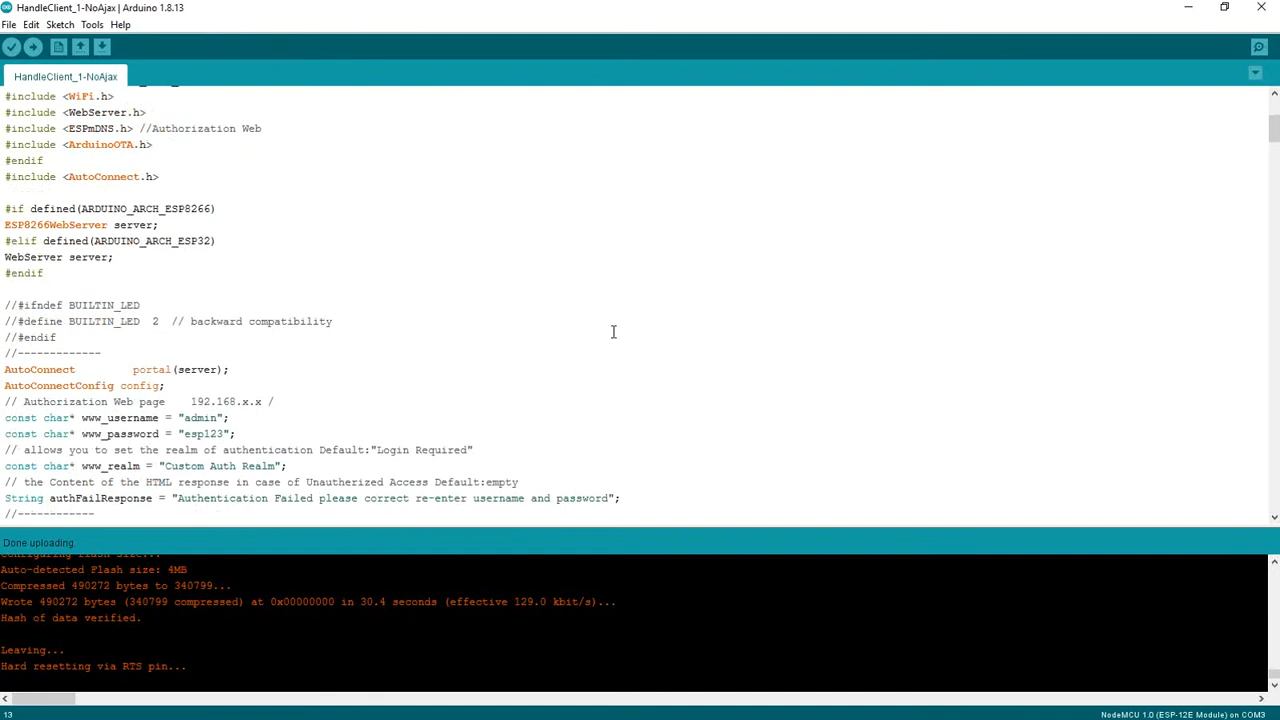 HandleClient_1-NoAjax | Arduino 1.8.13
File Edit Sketch Tools Help
HandleClient_1-NoAjax
#include <WiFi.h>
#include <WebServer.h>
#include <ESPmDNS.h> //Authorization Web
#include <ArduinoOTA.h>
#endif
#include <AutoConnect.h>
#if defined(ARDUINO_ARCH_ESP8266)
ESP8266WebServer server;
#elif defined(ARDUINO_ARCH_ESP32)
WebServer server;
#endif
//#ifndef BUILTIN_LED
//#define BUILTIN_LED 2 // backward compatibility
//#endif
//-------------
AutoConnect portal(server);
AutoConnectConfig config;
// Authorization Web page 192.168.x.x /
const char* www_username = "admin";
const char* www_password = "esp123";
// allows you to set the realm of authentication Default:"Login Required"
const char* www_realm = "Custom Auth Realm";
// the Content of the HTML response in case of Unautherized Access Default:empty
String authFailResponse = "Authentication Failed please correct re-enter username and password";
//------------
Done uploading.
Configuring flash size...
Auto-detected Flash size: 4MB
Compressed 490272 bytes to 340799...
Wrote 490272 bytes (340799 compressed) at 0x00000000 in 30.4 seconds (effective 129.0 kbit/s)...
Hash of data verified.
Leaving...
Hard resetting via RTS pin...
13
NodeMCU 1.0 (ESP-12E Module) on COM3